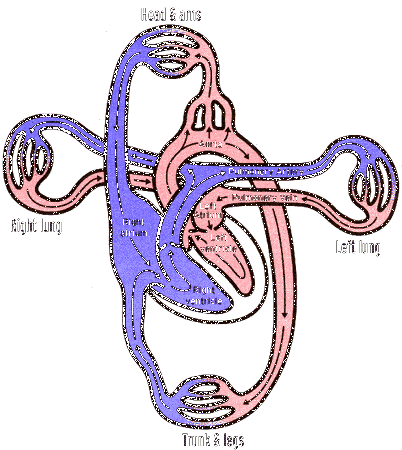 Head & arms
Aorta
Pulmonary Artery
Pulmonary vein
Right lung
Left
Atrium
Right
atrium
Left
ventricle
Left lung
Right
ventricle
Trunk & legs